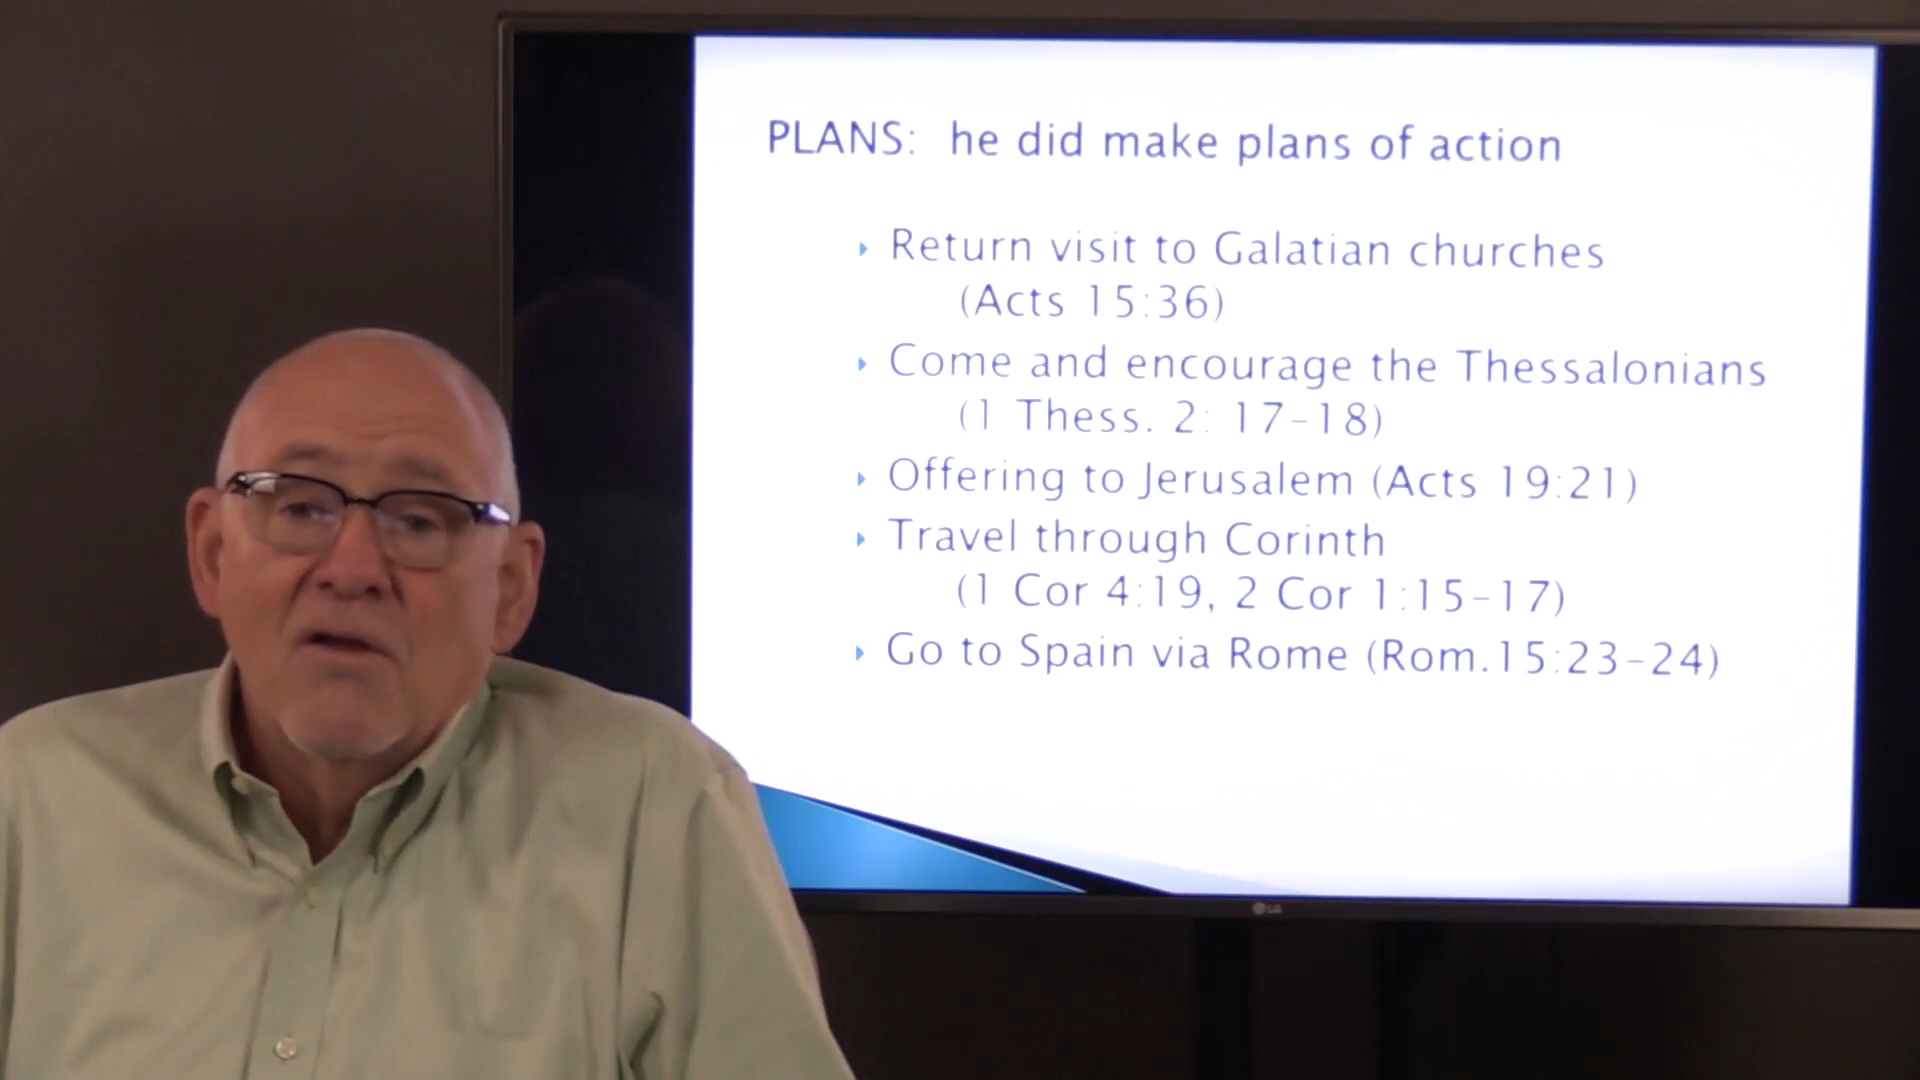 PLANS: he did make plans of action
Return visit to Galatian churches
(Acts 15:36)
Come and encourage the Thessalonians
(1 Thess. 2: 17-18)
Offering to Jerusalem (Acts 19:21)
Travel through Corinth
(1 Cor 4:19, 2 Cor 1:15-17)
Go to Spain via Rome (Rom.15:23-24)
LG